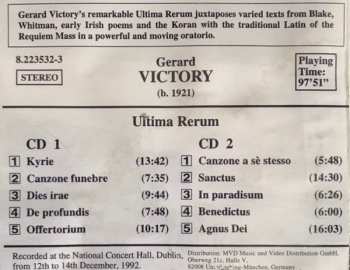 Gerard Victory's remarkable Ultima Rerum juxtaposes varied texts from Blake,
Whitman, early Irish poems and the Koran with the traditional Latin of the
Requiem Mass in a powerful and moving oratorio.
8.223532-3
STEREO
Gerard
VICTORY
(b. 1921)
Playing
Time:
97'51"
Ultima Rerum
CD 1
1 Kyrie (13:42)
2 Canzone funebre (7:35)
3 Dies irae (9:44)
4 De profundis (7:48)
5 Offertorium (10:17)
CD 2
1 Canzone a sè stesso (5:48)
2 Sanctus (14:30)
3 In paradisum (6:26)
4 Benedictus (6:00)
5 Agnus Dei (16:03)
Recorded at the National Concert Hall, Dublin,
from 12th to 14th December, 1992.
Distribution: MVD Music and Video Distribution GmbH,
Oberweg 21c, Halle V,
München, Germany.